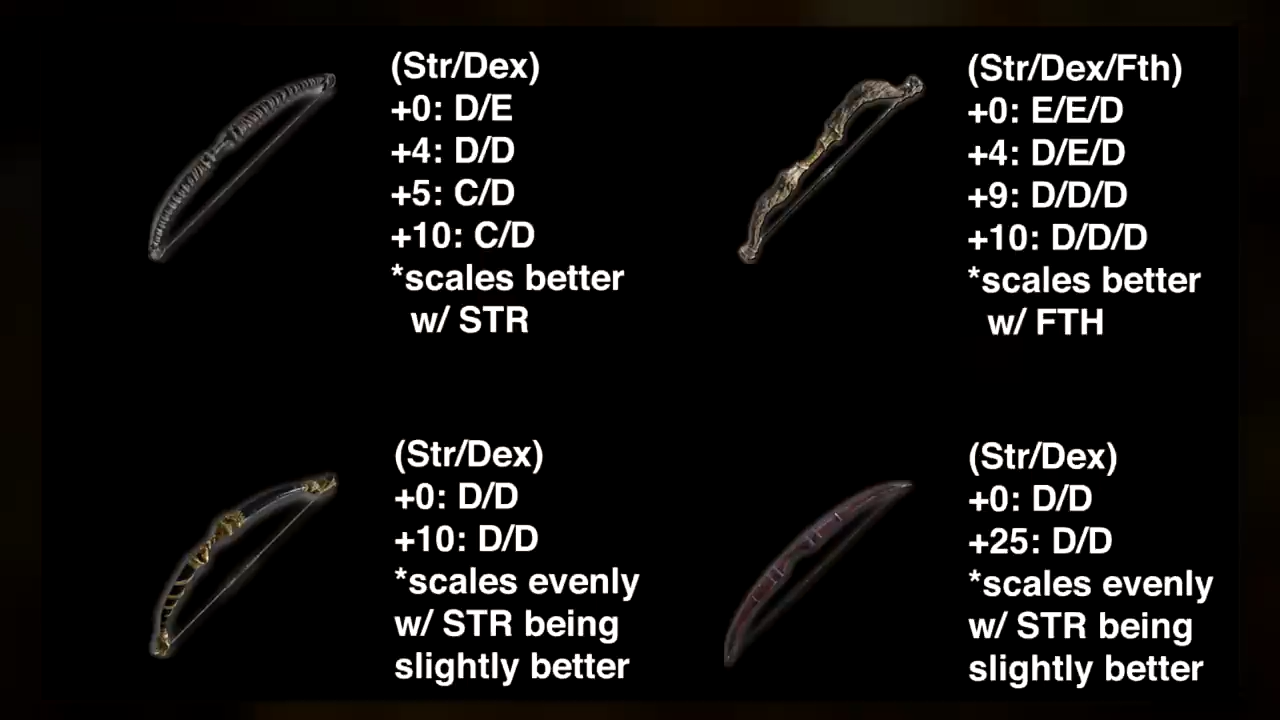 (Str/Dex)
+0: D/E
+4: D/D
+5: C/D
+10: C/D
*scales better
w/ STR
(Str/Dex/Fth)
+0: E/E/D
+4: D/E/D
+9: D/D/D
+10: D/D/D
*scales better
w/ FTH
(Str/Dex)
+0: D/D
+10: D/D
*scales evenly
w/ STR being
slightly better
(Str/Dex)
+0: D/D
+25: D/D
*scales evenly
w/ STR being
slightly better